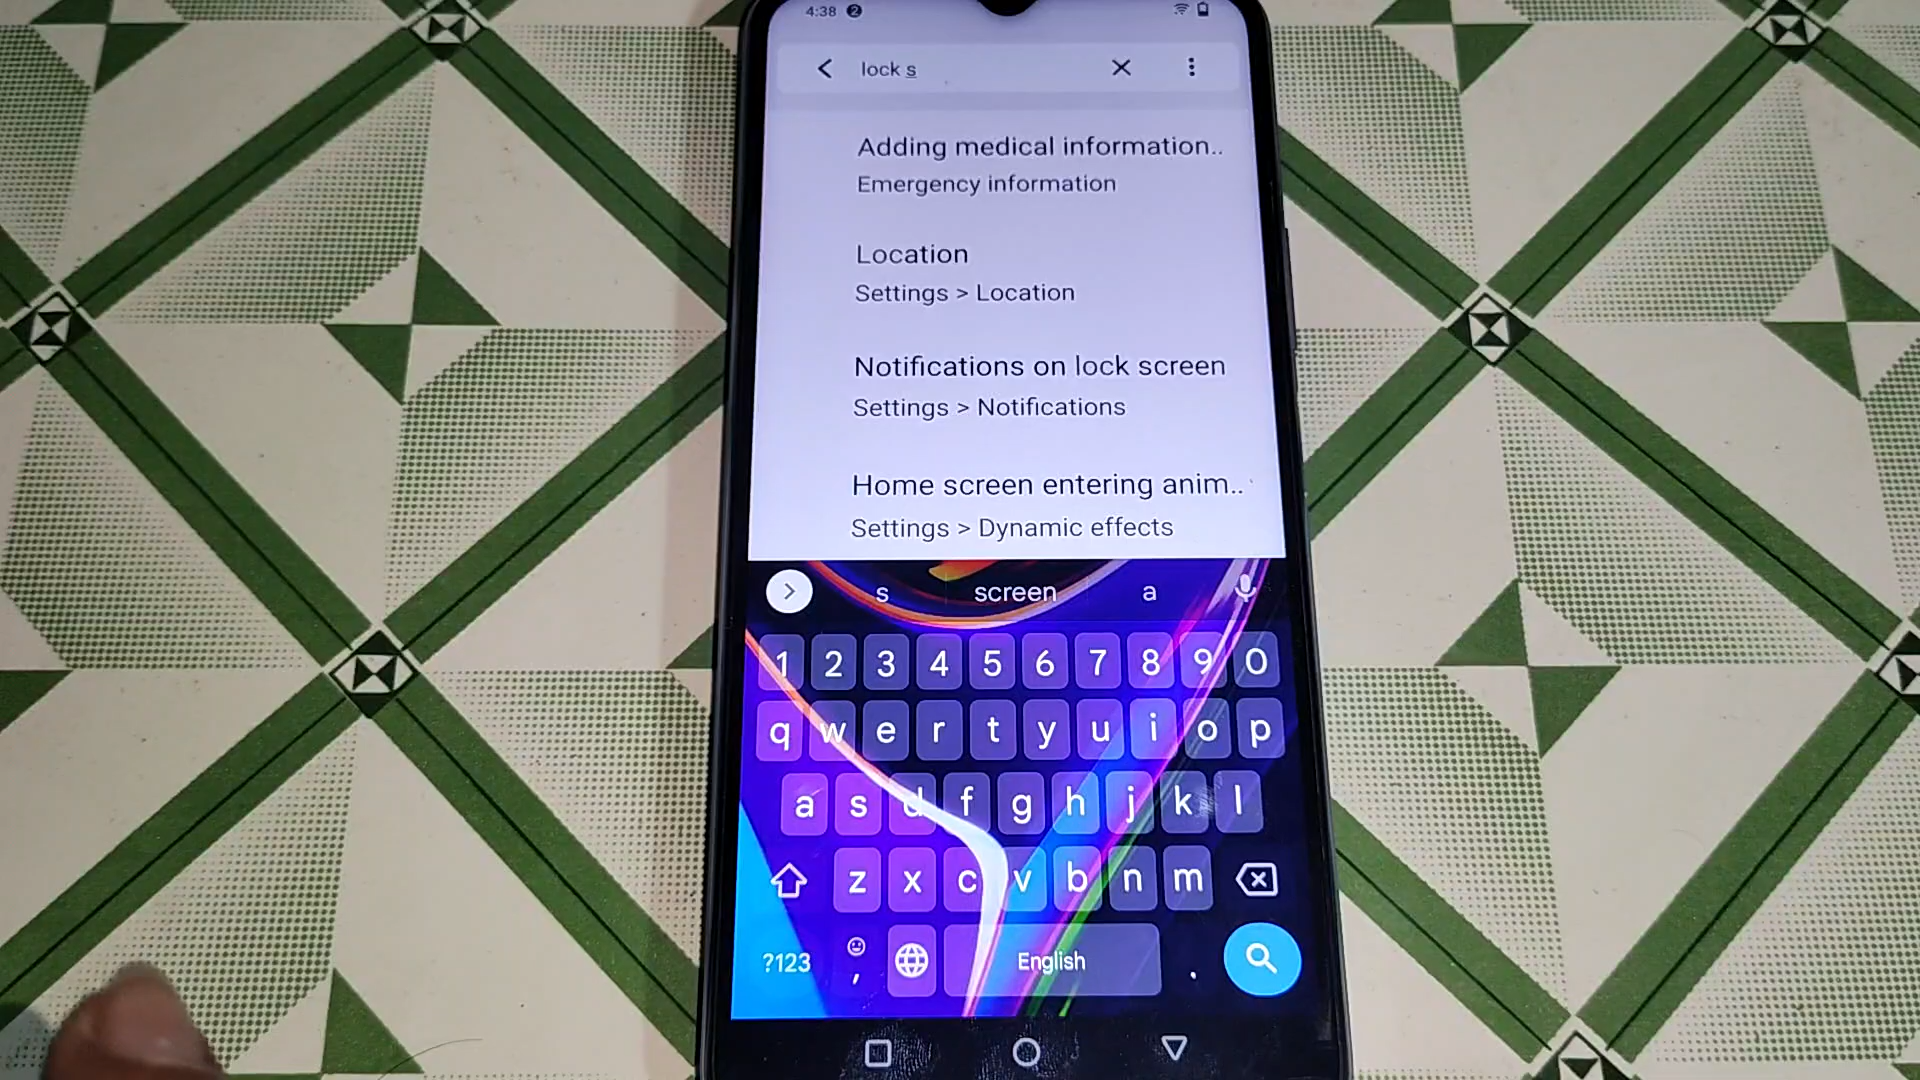 4:38 2
lock s
Adding medical information..
Emergency information
Location
Settings > Location
Notifications on lock screen
Settings > Notifications
Home screen entering anim..
Settings > Dynamic effects
s screen a
1 2 3 4 5 6 7 8 9 0
q w e r t y u i o p
a s d f g h j k l
z x c v b n m
?123 , English .